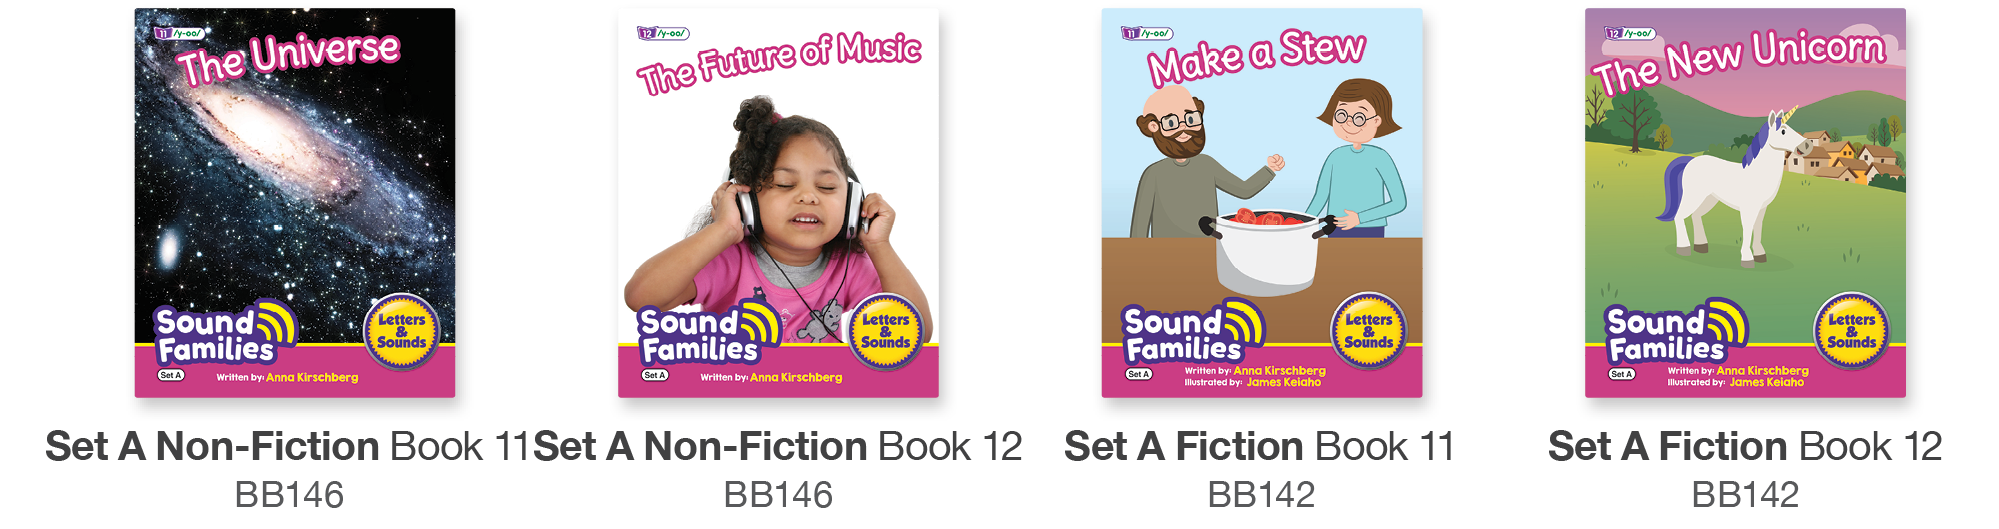 11 /y-oo/
The Universe
Sound
Families
Set A
Letters
&
Sounds
Written by: Anna Kirschberg
Set A Non-Fiction Book 11
BB146
12 /y-oo/
The Future of Music
Sound
Families
Set A
Letters
&
Sounds
Written by: Anna Kirschberg
Set A Non-Fiction Book 12
BB146
11 /y-oo/
Make a Stew
Sound
Families
Set A
Letters
&
Sounds
Written by: Anna Kirschberg
Illustrated by: James Keiaho
Set A Fiction Book 11
BB142
12 /y-oo/
The New Unicorn
Sound
Families
Set A
Letters
&
Sounds
Written by: Anna Kirschberg
Illustrated by: James Keiaho
Set A Fiction Book 12
BB142